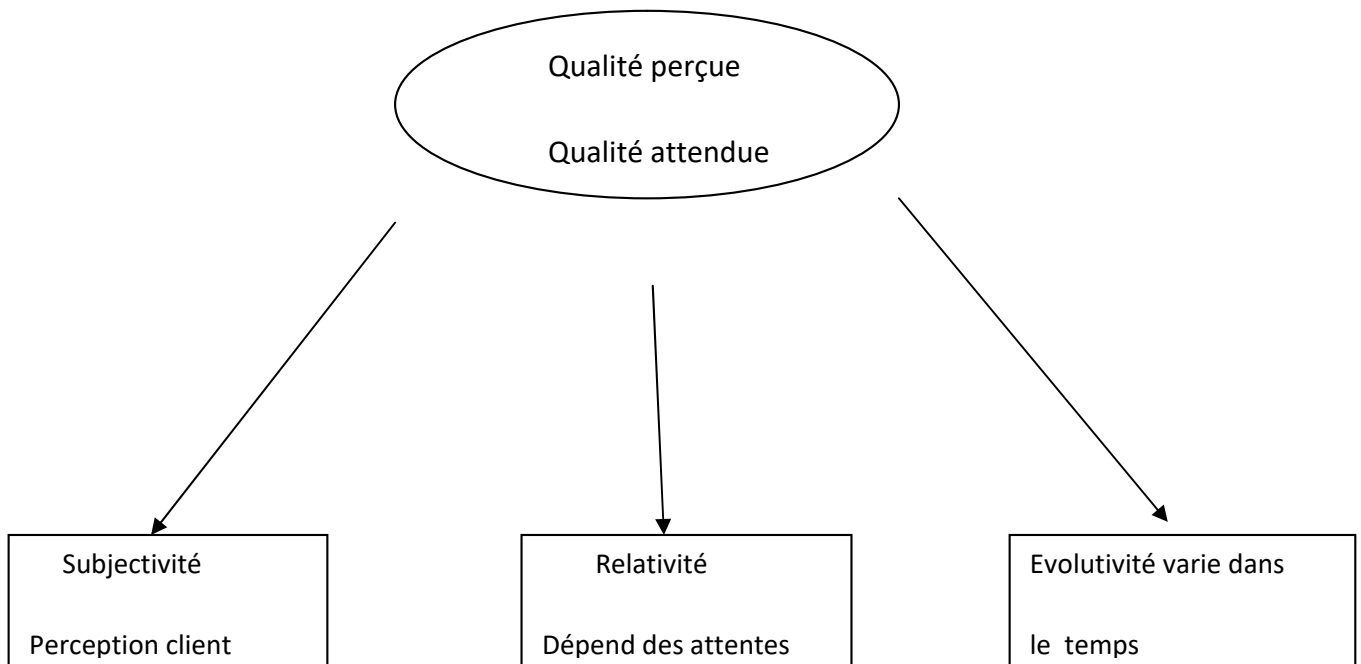 Qualité perçue
Qualité attendue
Subjectivité
Perception client
Relativité
Dépend des attentes
Evolutivité varie dans
le temps